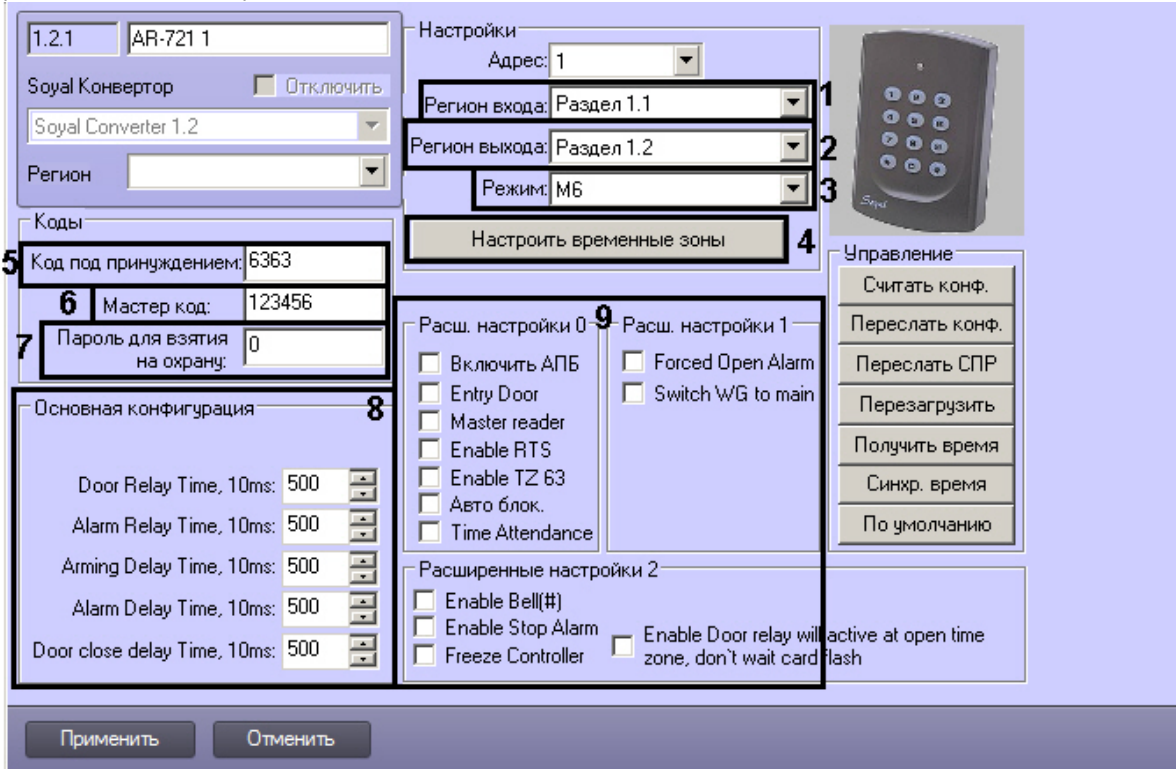 1.2.1
AR-721 1
Soyal Конвертор
Отключить
Soyal Converter 1.2
Регион
Настройки
Адрес: 1
Регион входа: Раздел 1.1
1
Регион выхода: Раздел 1.2
2
Режим: M6
3
Настроить временные зоны
4
Soyal
Коды
5
Код под принуждением: 6363
6
Мастер код: 123456
7
Пароль для взятия
на охрану: 0
Основная конфигурация
8
Door Relay Time, 10ms: 500
Alarm Relay Time, 10ms: 500
Arming Delay Time, 10ms: 500
Alarm Delay Time, 10ms: 500
Door close delay Time, 10ms: 500
9
Расш. настройки 0
Включить АПБ
Entry Door
Master reader
Enable RTS
Enable TZ 63
Авто блок.
Time Attendance
Расш. настройки 1
Forced Open Alarm
Switch WG to main
Расширенные настройки 2
Enable Bell(#)
Enable Stop Alarm
Freeze Controller
Enable Door relay will active at open time
zone, don`t wait card flash
Управление
Считать конф.
Переслать конф.
Переслать СПР
Перезагрузить
Получить время
Синхр. время
По умолчанию
Применить
Отменить